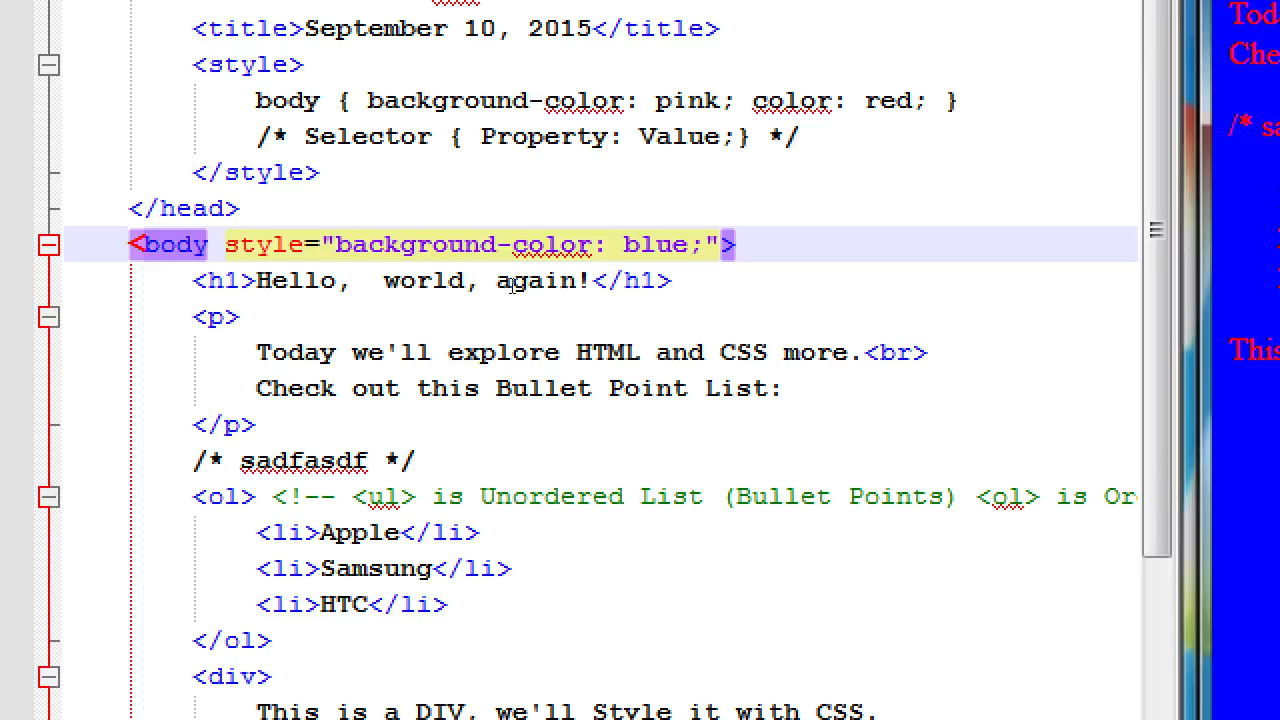 <title>September 10, 2015</title>
<style>
body { background-color: pink; color: red; }
/* Selector { Property: Value;} */
</style>
</head>
<body style="background-color: blue;">
<h1>Hello,  world, again!</h1>
<p>
Today we'll explore HTML and CSS more.<br>
Check out this Bullet Point List:
</p>
/* sadfasdf */
<ol> <!-- <ul> is Unordered List (Bullet Points) <ol> is Or
<li>Apple</li>
<li>Samsung</li>
<li>HTC</li>
</ol>
<div>
This is a DIV, we'll Style it with CSS.
Tod
Che
/* sa
This